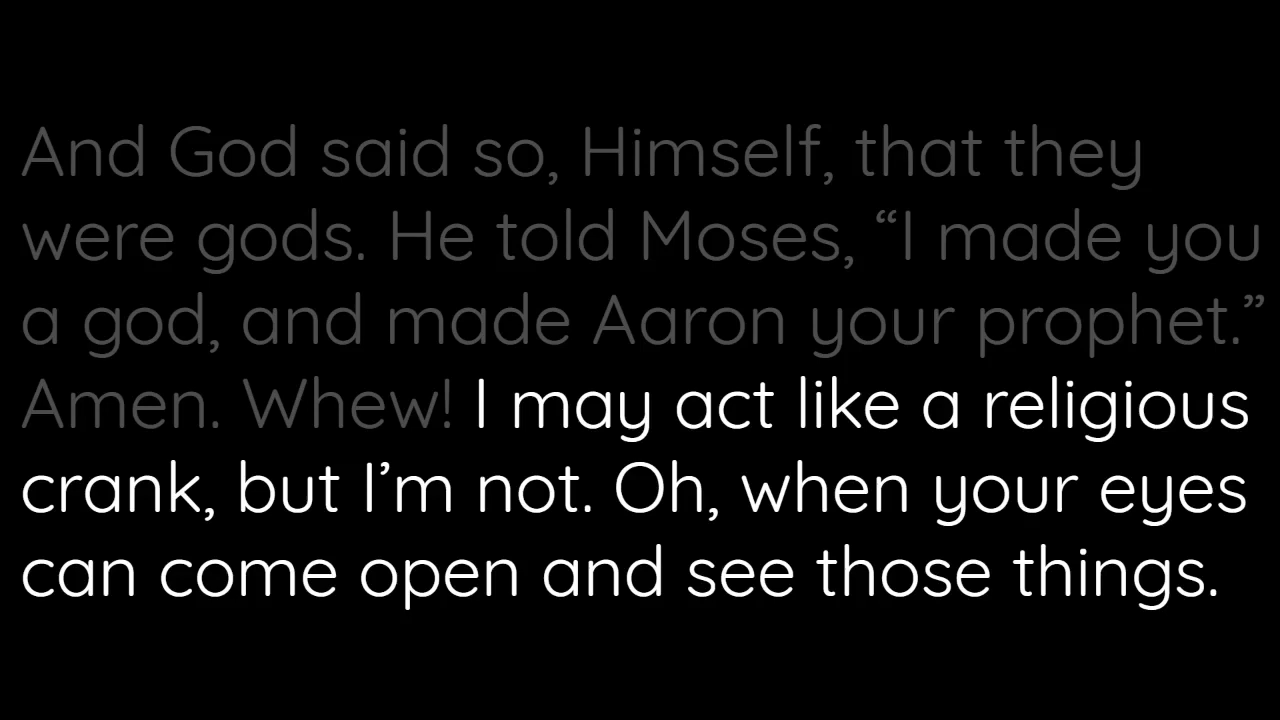 And God said so, Himself, that they
were gods. He told Moses, “I made you
a god, and made Aaron your prophet.”
Amen. Whew! I may act like a religious
crank, but I’m not. Oh, when your eyes
can come open and see those things.